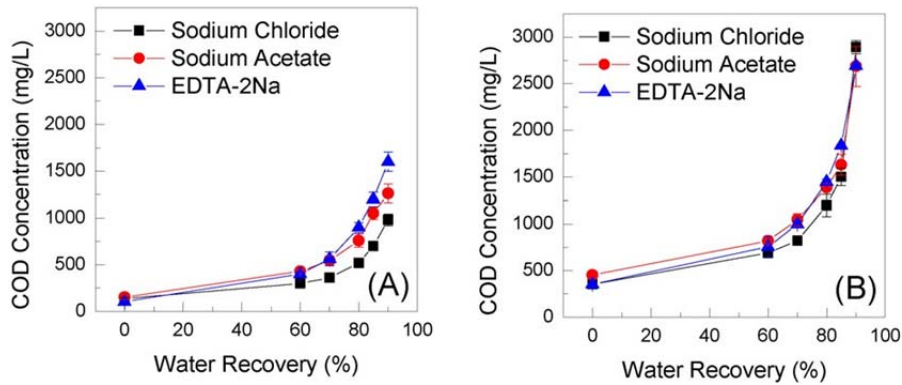 3000
2500
2000
1500
1000
500
0
COD Concentration (mg/L)
Sodium Chloride
Sodium Acetate
EDTA-2Na
(A)
0 20 40 60 80 100
Water Recovery (%)
3000
2500
2000
1500
1000
500
0
COD Concentration (mg/L)
Sodium Chloride
Sodium Acetate
EDTA-2Na
(B)
0 20 40 60 80 100
Water Recovery (%)